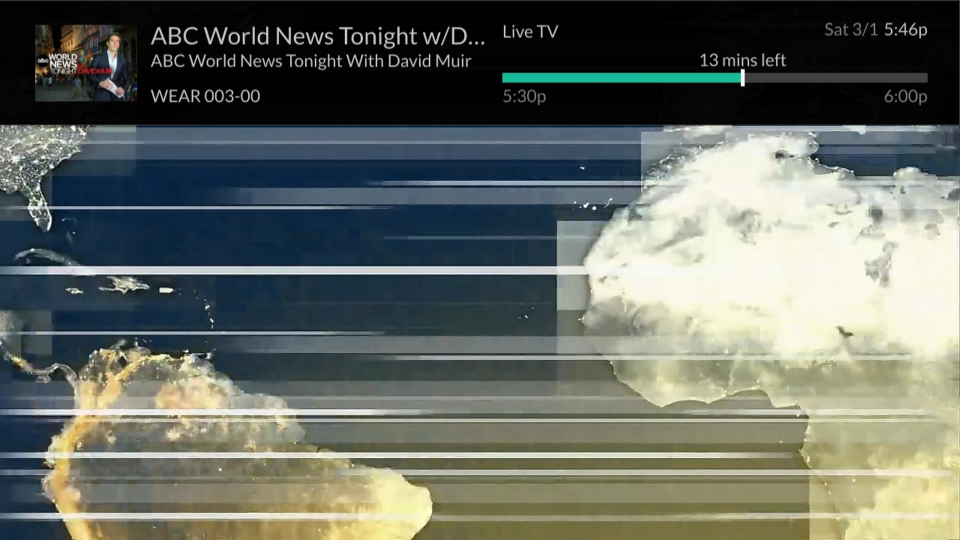 abc WORLD
NEWS
TONIGHT DAVID MUIR
ABC World News Tonight w/D...
ABC World News Tonight With David Muir
WEAR 003-00
Live TV
Sat 3/1 5:46p
13 mins left
5:30p
6:00p